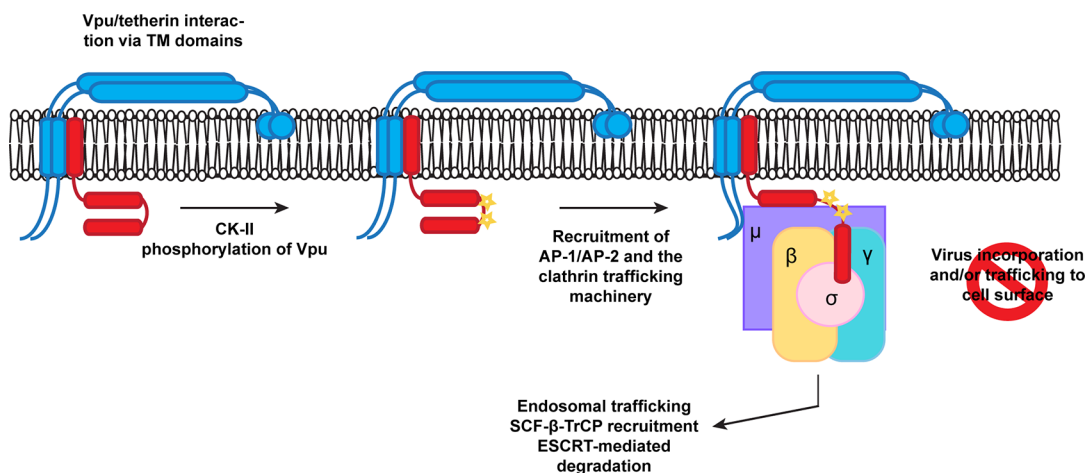 Vpu/tetherin interac-
tion via TM domains
CK-II
phosphorylation of Vpu
Recruitment of
AP-1/AP-2 and the
clathrin trafficking
machinery
μ
β
γ
σ
Virus incorporation
and/or trafficking to
cell surface
Endosomal trafficking
SCF-β-TrCP recruitment
ESCRT-mediated
degradation